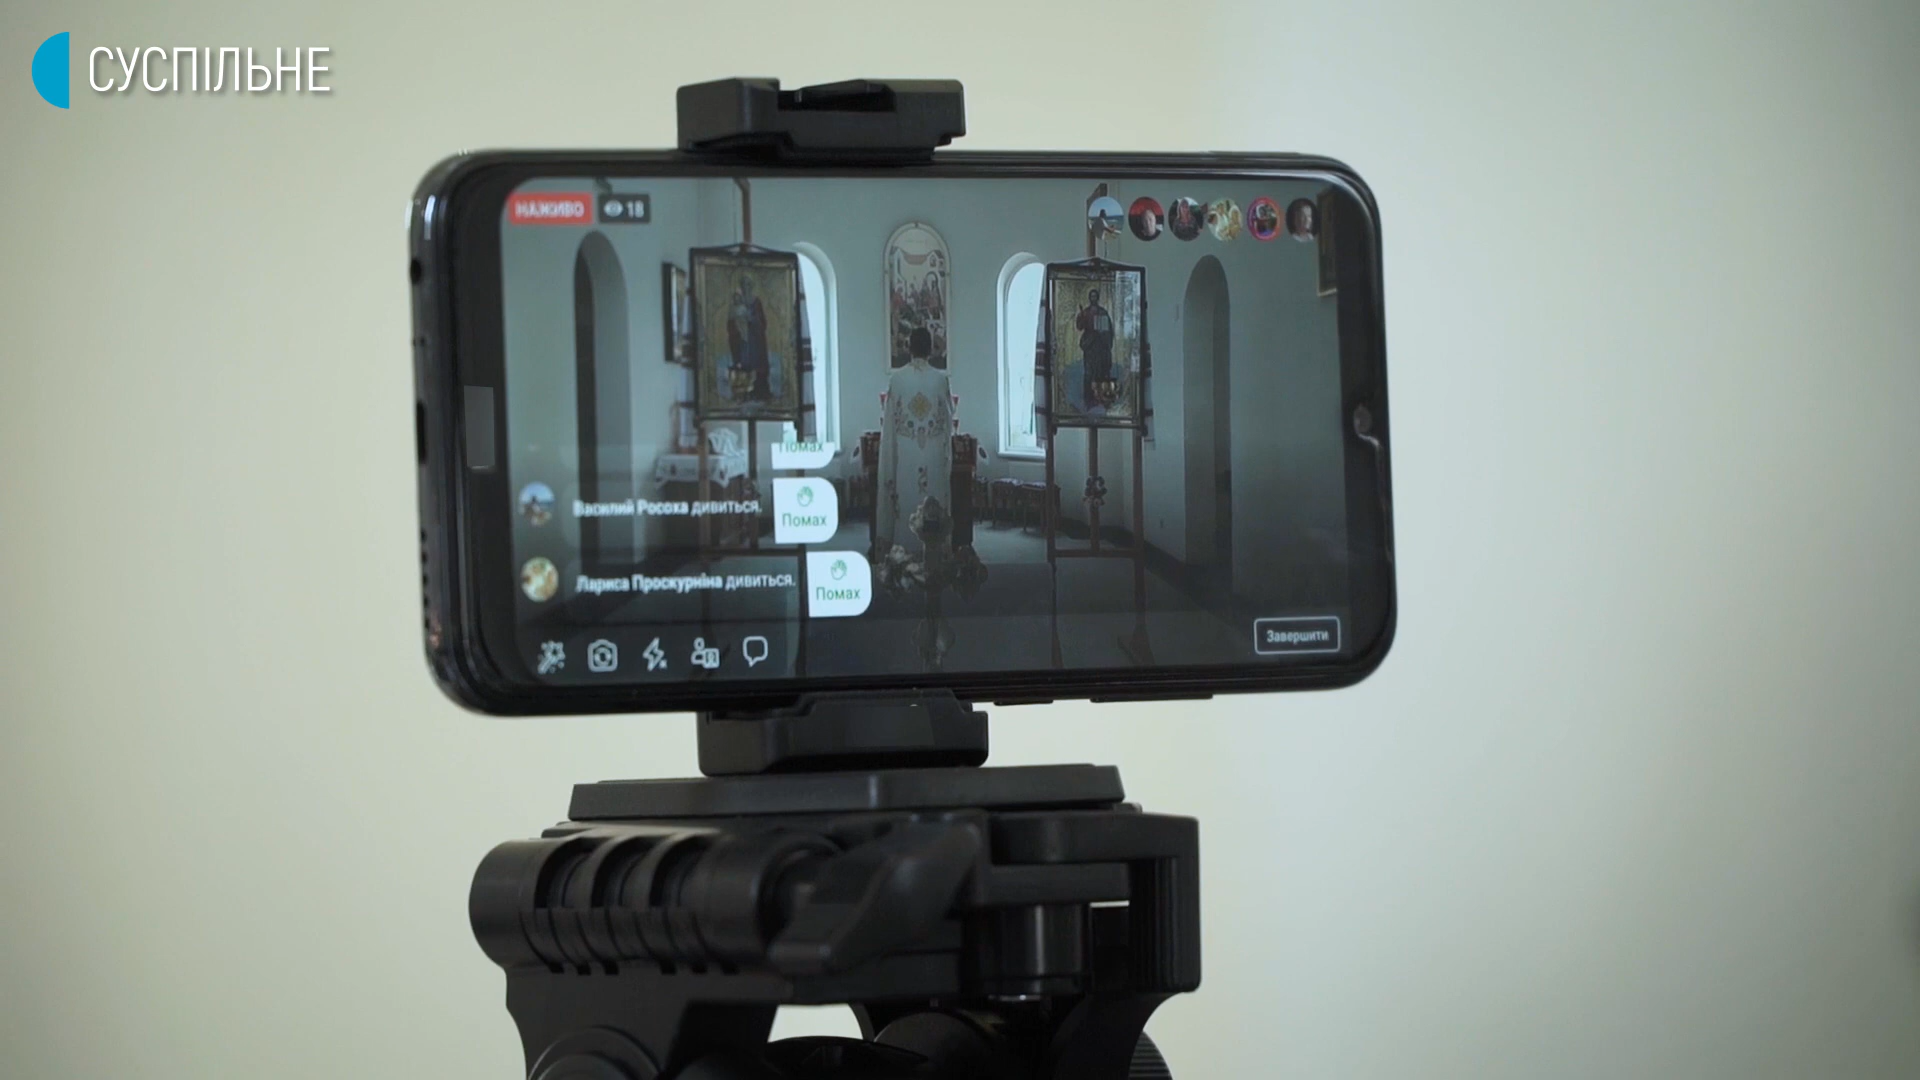 СУСПІЛЬНЕ
НАЖИВО 18
Помах
Василий Росоха дивиться.
Помах
Лариса Проскурніна дивиться.
Помах
Завершити